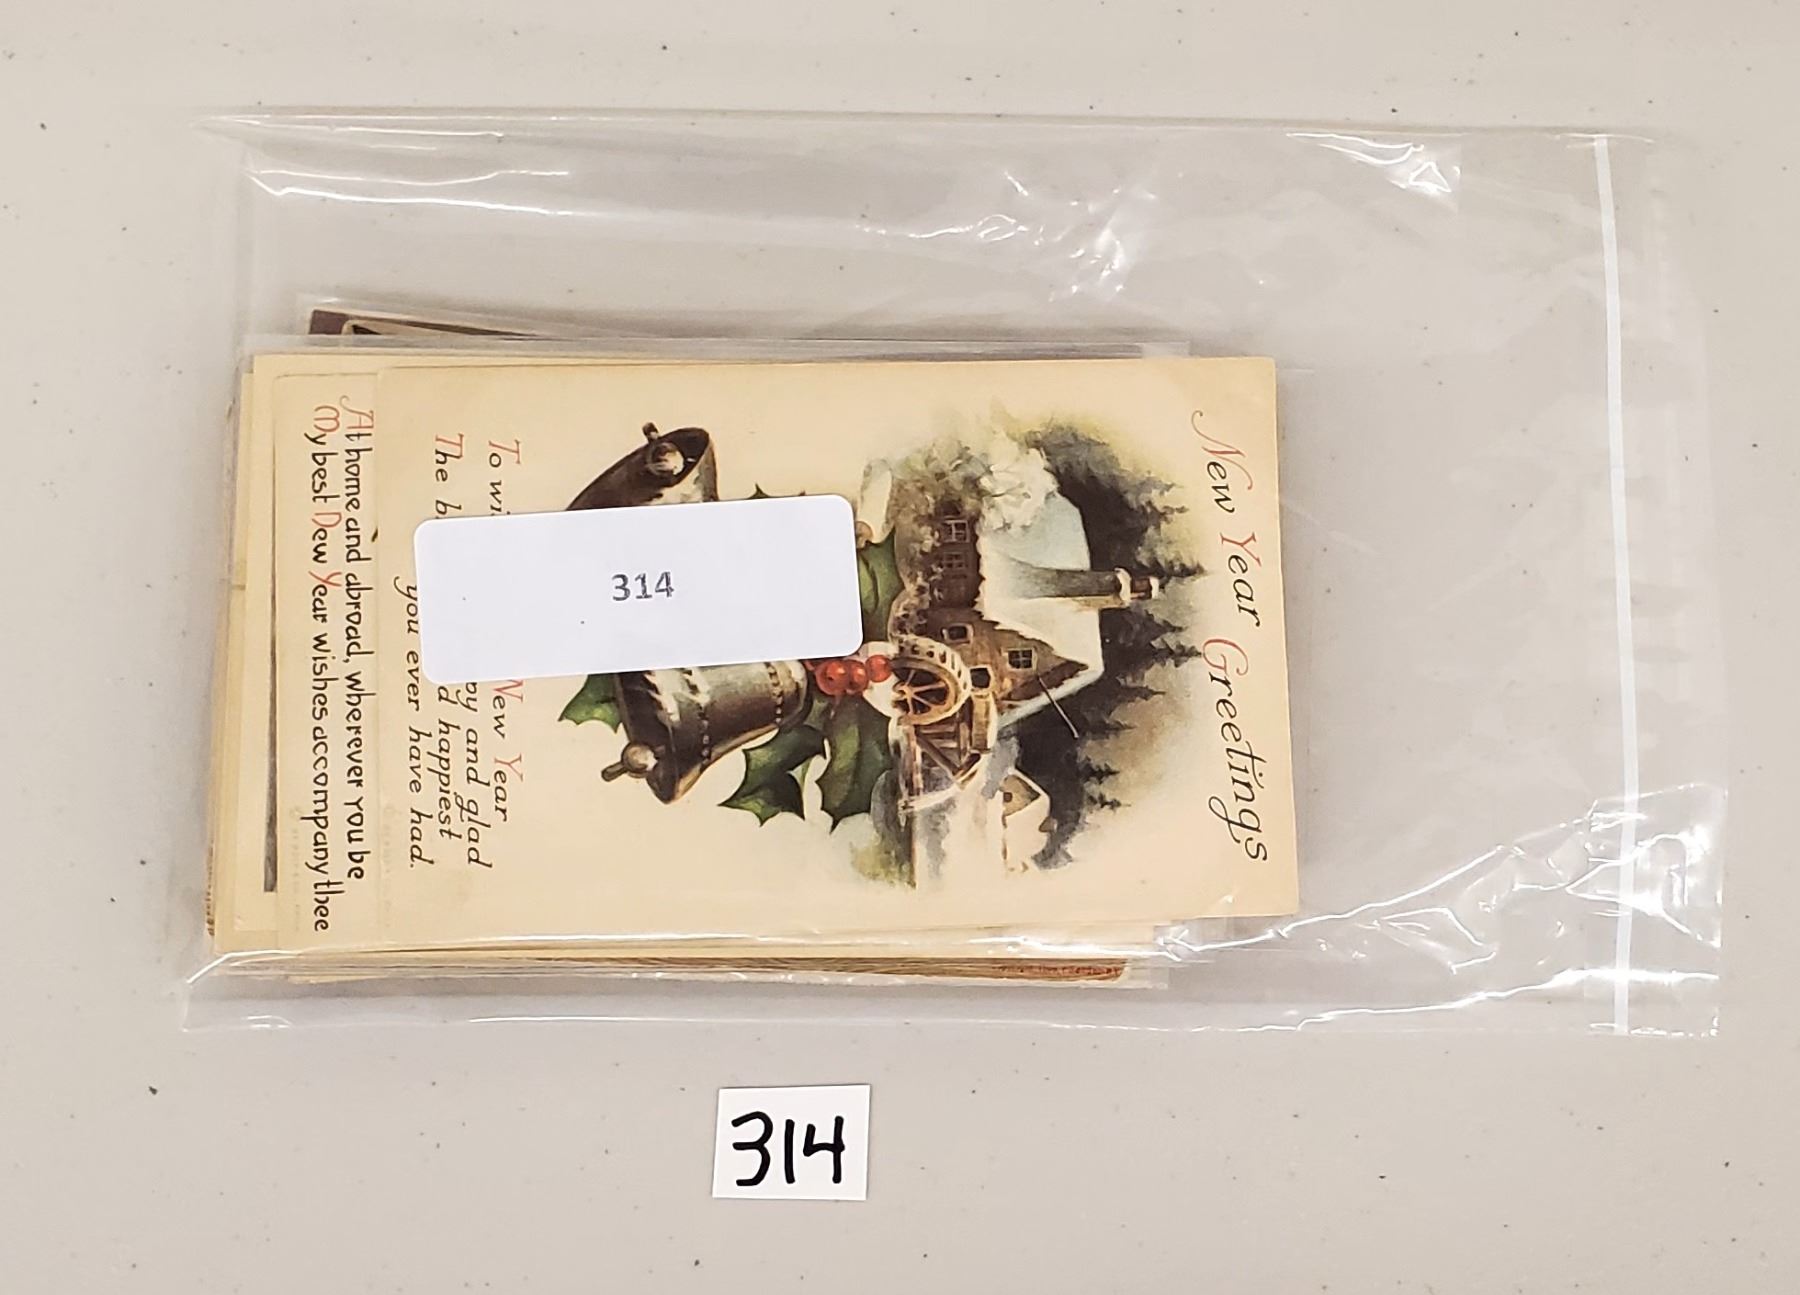 New Year Greetings
To wi
New Year
by and glad
The b
d happiest
you ever have had.
At home and abroad, wherever you be,
My best New Year wishes accompany thee
314
314